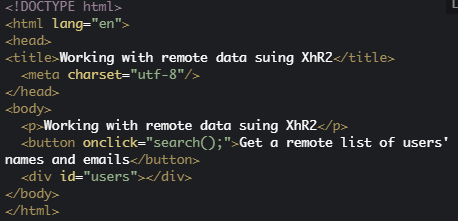 <!DOCTYPE html>
<html lang="en">
<head>
<title>Working with remote data suing XhR2</title>
  <meta charset="utf-8"/>
</head>
<body>
  <p>Working with remote data suing XhR2</p>
  <button onclick="search();">Get a remote list of users'
names and emails</button>
  <div id="users"></div>
</body>
</html>